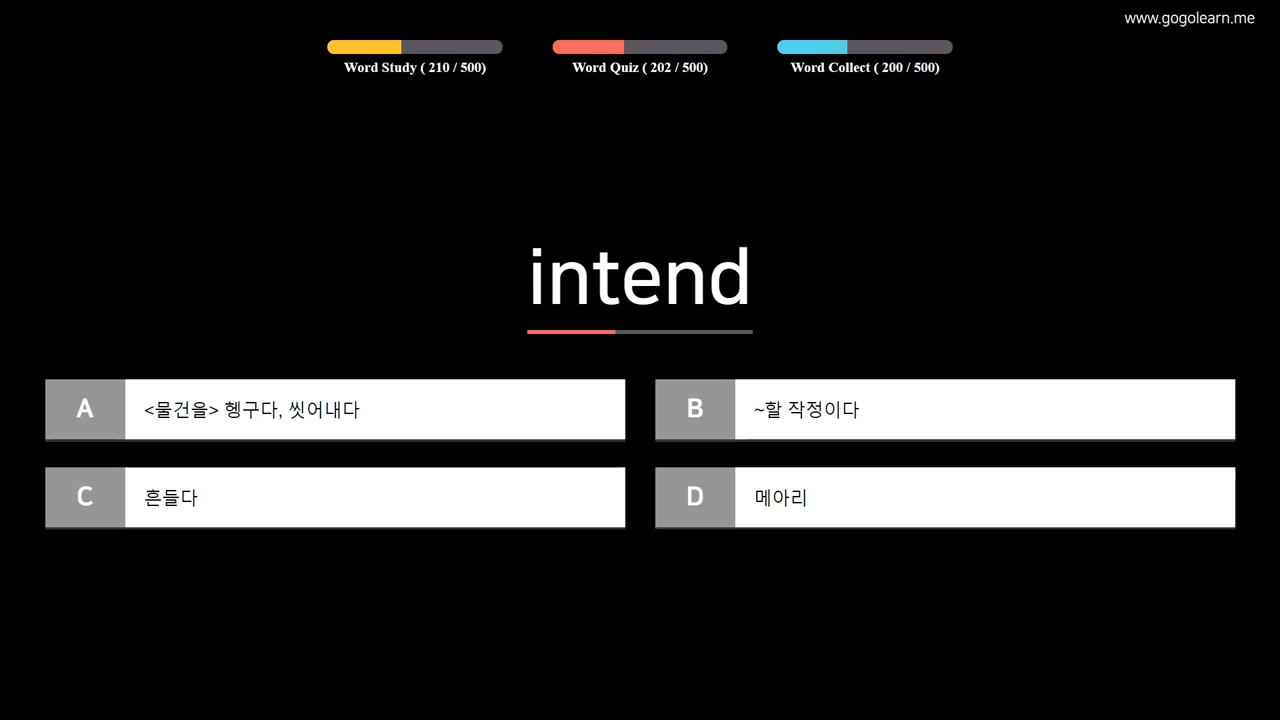 www.gogolearn.me
Word Study ( 210 / 500)
Word Quiz ( 202 / 500)
Word Collect ( 200 / 500)
intend
A
<물건을> 헹구다, 씻어내다
B
~할 작정이다
C
흔들다
D
메아리